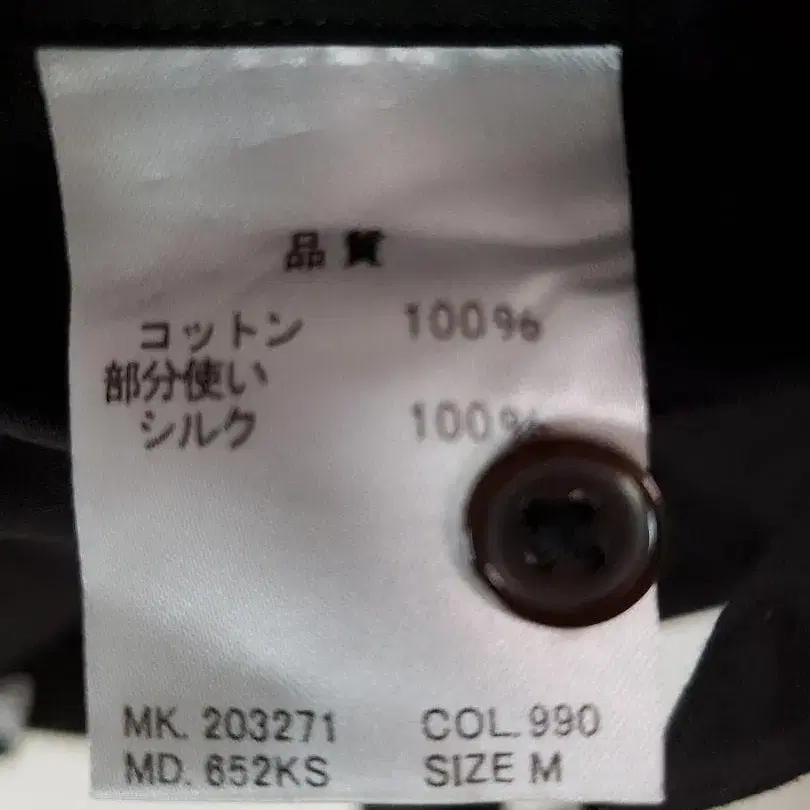 品質
コットン 100%
部分使い
シルク 100%
MK. 203271 COL. 990
MD. 652KS SIZE M